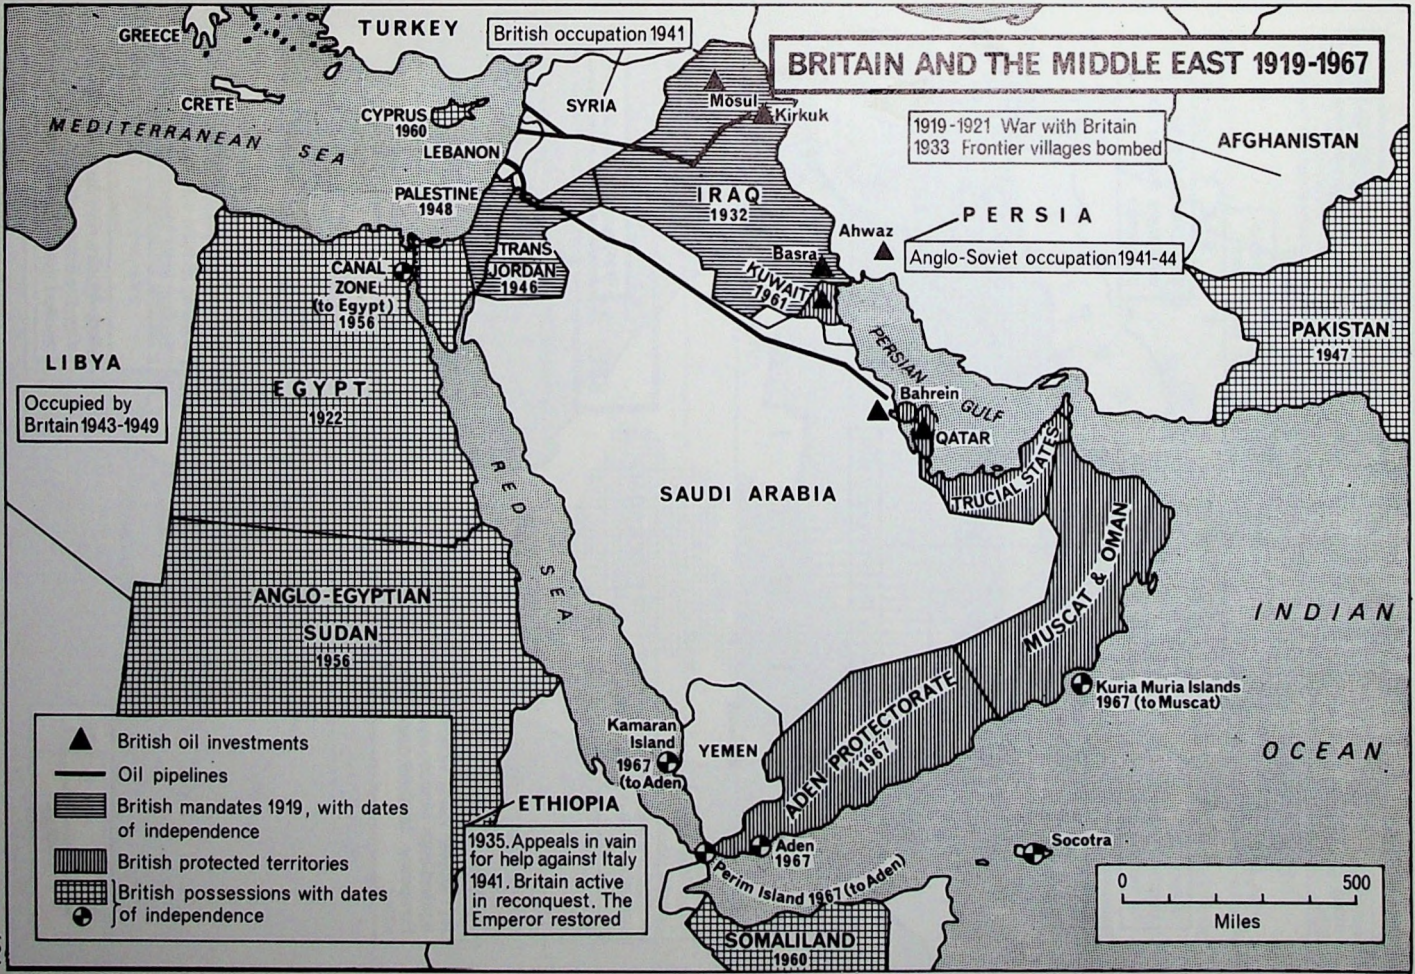 BRITAIN AND THE MIDDLE EAST 1919-1967
GREECE
TURKEY
British occupation 1941
CRETE
MEDITERRANEAN SEA
CYPRUS
1960
SYRIA
LEBANON
PALESTINE
1948
Mosul
Kirkuk
IRAQ
1932
1919-1921 War with Britain
1933 Frontier villages bombed
AFGHANISTAN
PERSIA
Ahwaz
Anglo-Soviet occupation 1941-44
Basra
KUWAIT
1961
TRANS
JORDAN
1946
CANAL
ZONE
(to Egypt)
1956
LIBYA
Occupied by
Britain 1943-1949
EGYPT
1922
PAKISTAN
1947
PERSIAN GULF
Bahrein
QATAR
TRUCIAL STATES
SAUDI ARABIA
RED SEA
MUSCAT & OMAN
ANGLO-EGYPTIAN
SUDAN
1956
INDIAN
OCEAN
Kuria Muria Islands
1967 (to Muscat)
Kamaran
Island
1967
(to Aden)
YEMEN
ADEN PROTECTORATE
1967
Aden
1967
Perim Island 1967 (to Aden)
Socotra
ETHIOPIA
1935. Appeals in vain
for help against Italy
1941. Britain active
in reconquest. The
Emperor restored
SOMALILAND
1960
British oil investments
Oil pipelines
British mandates 1919, with dates
of independence
British protected territories
British possessions with dates
of independence
0 500
Miles